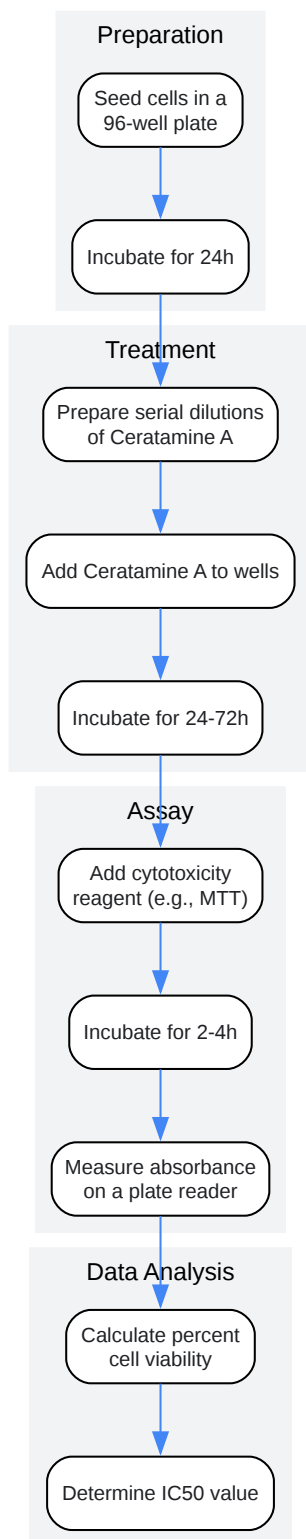 Preparation
Seed cells in a
96-well plate
Incubate for 24h
Treatment
Prepare serial dilutions
of Ceratamine A
Add Ceratamine A to wells
Incubate for 24-72h
Assay
Add cytotoxicity
reagent (e.g., MTT)
Incubate for 2-4h
Measure absorbance
on a plate reader
Data Analysis
Calculate percent
cell viability
Determine IC50 value